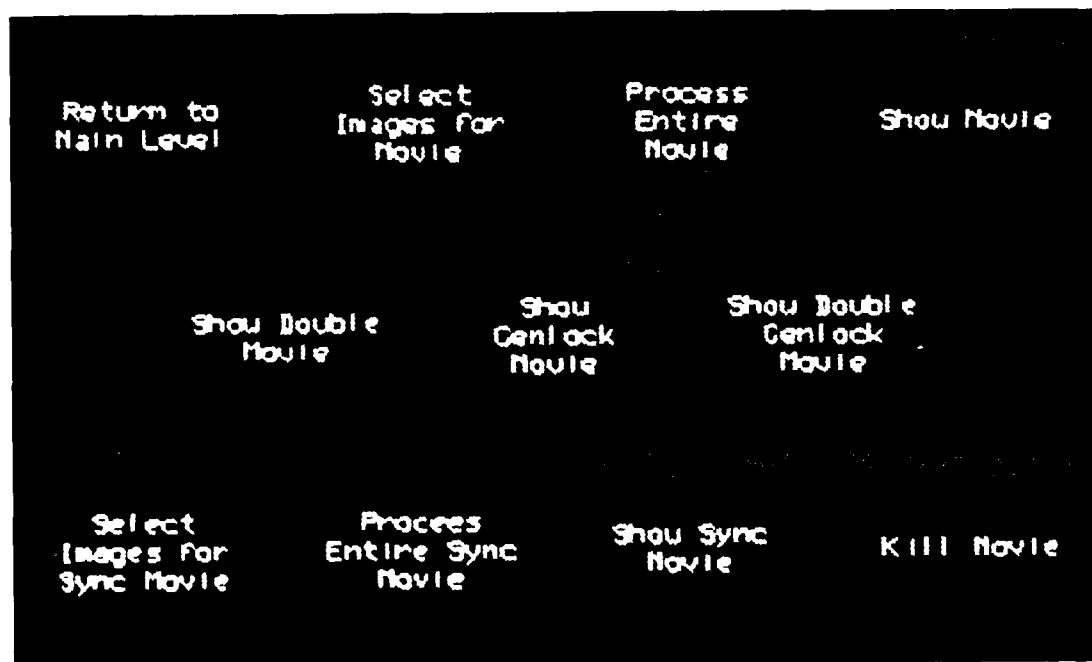 Return to
Main Level
Select
Images for
Movie
Process
Entire
Movie
Show Movie
Show Double
Movie
Show
Genlock
Movie
Show Double
Genlock
Movie
Select
Images for
Sync Movie
Process
Entire Sync
Movie
Show Sync
Movie
Kill Movie